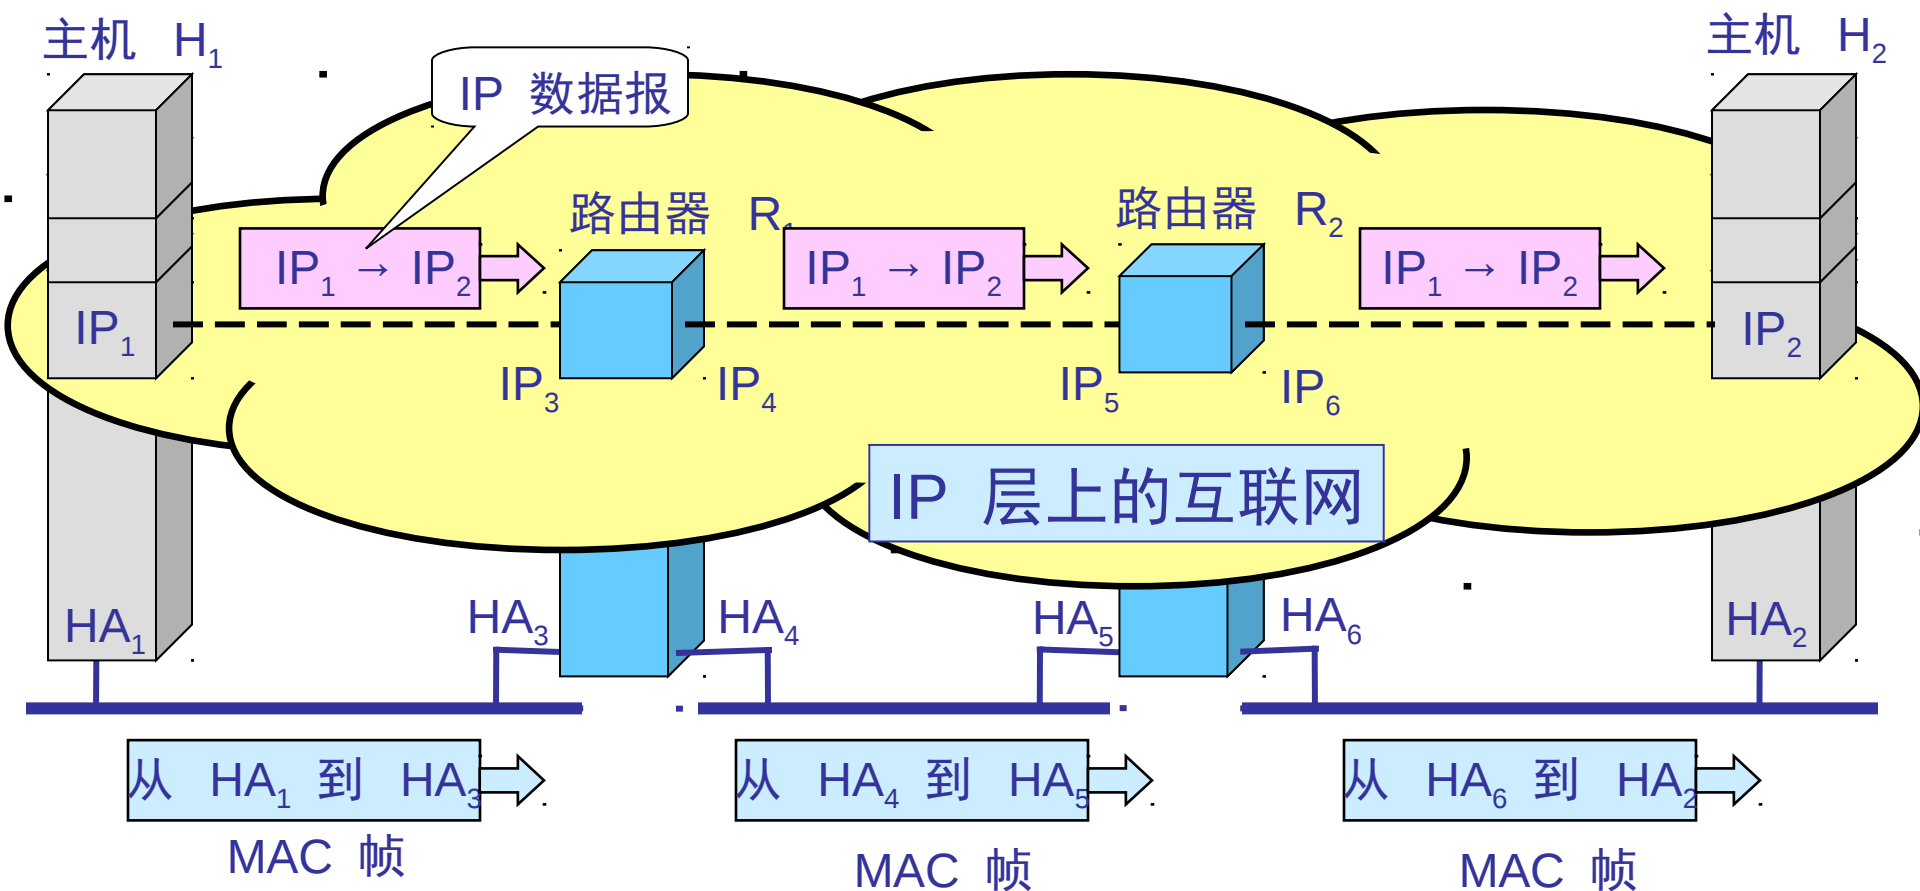 主机 H₁
主机 H₂
IP 数据报
路由器 R₁
路由器 R₂
IP₁ → IP₂
IP₁ → IP₂
IP₁ → IP₂
IP₁
IP₂
IP₃
IP₄
IP₅
IP₆
IP 层上的互联网
HA₁
HA₃
HA₄
HA₅
HA₆
HA₂
从 HA₁ 到 HA₃
从 HA₄ 到 HA₅
从 HA₆ 到 HA₂
MAC 帧
MAC 帧
MAC 帧